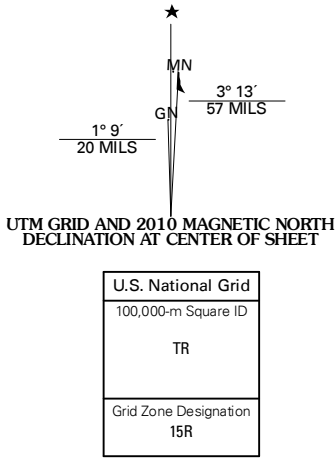 ★
MN
GN
3° 13´
57 MILS
1° 9´
20 MILS
UTM GRID AND 2010 MAGNETIC NORTH
DECLINATION AT CENTER OF SHEET
U.S. National Grid
100,000-m Square ID
TR
Grid Zone Designation
15R